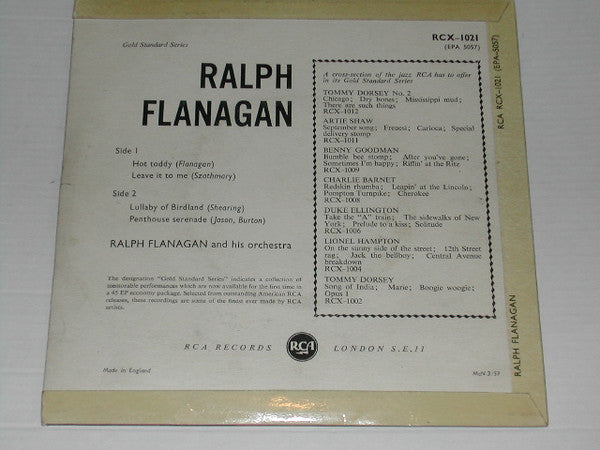 Gold Standard Series
RCX-1021
(EPA 5057)
RALPH
FLANAGAN
Side 1
Hot toddy (Flanagan)
Leave it to me (Szathmary)
Side 2
Lullaby of Birdland (Shearing)
Penthouse serenade (Jason, Burton)
RALPH FLANAGAN and his orchestra
The designation "Gold Standard Series" indicates a collection of
memorable performances which are now available for the first time in
a 45 EP economy package. Selected from outstanding American RCA
releases, these recordings are some of the finest ever made by RCA
artists.
A cross-section of the jazz RCA has to offer
in its Gold Standard Series
TOMMY DORSEY No. 2
Chicago; Dry bones; Mississippi mud;
There are such things
RCX-1012
ARTIE SHAW
September song; Frenesi; Carioca; Special
delivery stomp
RCX-1011
BENNY GOODMAN
Bumble bee stomp; After you've gone;
Sometimes I'm happy; Riffin' at the Ritz
RCX-1009
CHARLIE BARNET
Redskin rhumba; Leapin' at the Lincoln;
Pompton Turnpike; Cherokee
RCX-1008
DUKE ELLINGTON
Take the "A" train; The sidewalks of New
York; Prelude to a kiss; Solitude
RCX-1006
LIONEL HAMPTON
On the sunny side of the street; 12th Street
rag; Jack the bellboy; Central Avenue
breakdown
RCX-1004
TOMMY DORSEY
Song of India; Marie; Boogie woogie;
Opus 1
RCX-1002
RCA RECORDS RCA LONDON S.E.11
Made in England
McN 3/59
RCA RCX-1021 (EPA-5057)
RALPH FLANAGAN